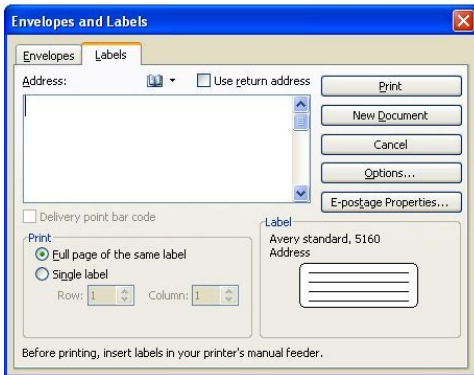 Envelopes and Labels
Envelopes Labels
Address: Use return address
Print
New Document
Cancel
Options...
E-postage Properties...
Delivery point bar code
Print
Full page of the same label
Single label
Row: 1 Column: 1
Label
Avery standard, 5160
Address
Before printing, insert labels in your printer's manual feeder.